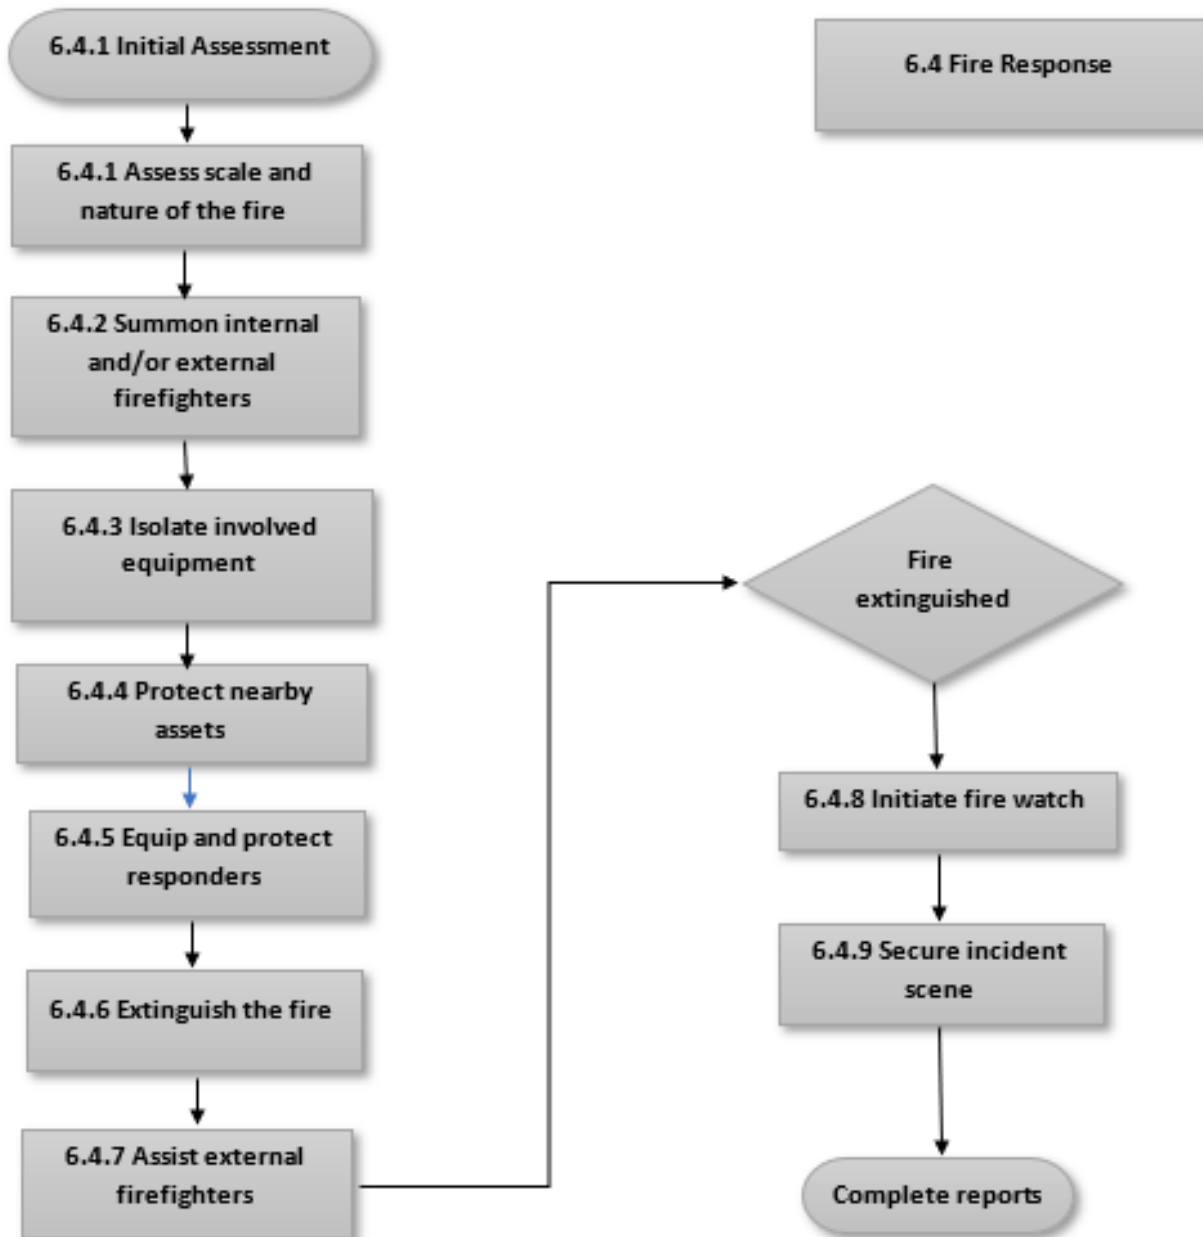 6.4.1 Initial Assessment
6.4 Fire Response
6.4.1 Assess scale and
nature of the fire
6.4.2 Summon internal
and/or external
firefighters
6.4.3 Isolate involved
equipment
6.4.4 Protect nearby
assets
6.4.5 Equip and protect
responders
6.4.6 Extinguish the fire
6.4.7 Assist external
firefighters
Fire
extinguished
6.4.8 Initiate fire watch
6.4.9 Secure incident
scene
Complete reports